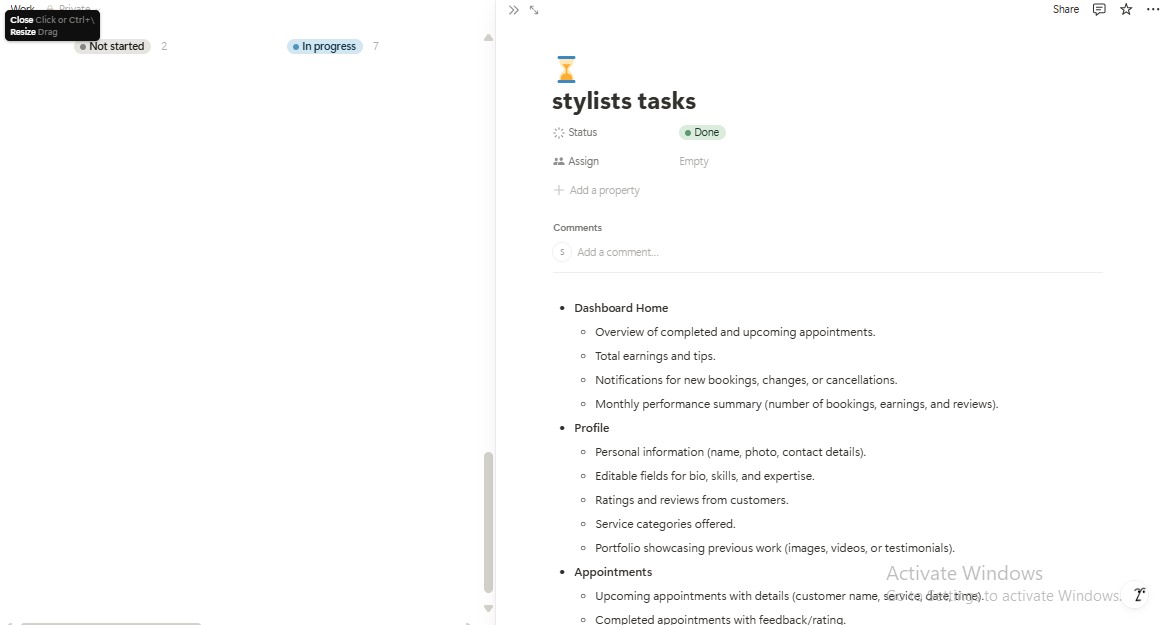 Work Private
Close Click or Ctrl+\
Resize Drag
Not started 2
In progress 7
Share
stylists tasks
Status Done
Assign Empty
Add a property
Comments
S Add a comment...
• Dashboard Home
◦ Overview of completed and upcoming appointments.
◦ Total earnings and tips.
◦ Notifications for new bookings, changes, or cancellations.
◦ Monthly performance summary (number of bookings, earnings, and reviews).
• Profile
◦ Personal information (name, photo, contact details).
◦ Editable fields for bio, skills, and expertise.
◦ Ratings and reviews from customers.
◦ Service categories offered.
◦ Portfolio showcasing previous work (images, videos, or testimonials).
• Appointments
◦ Upcoming appointments with details (customer name, service, date, time).
◦ Completed appointments with feedback/rating.
Activate Windows
Go to Settings to activate Windows.